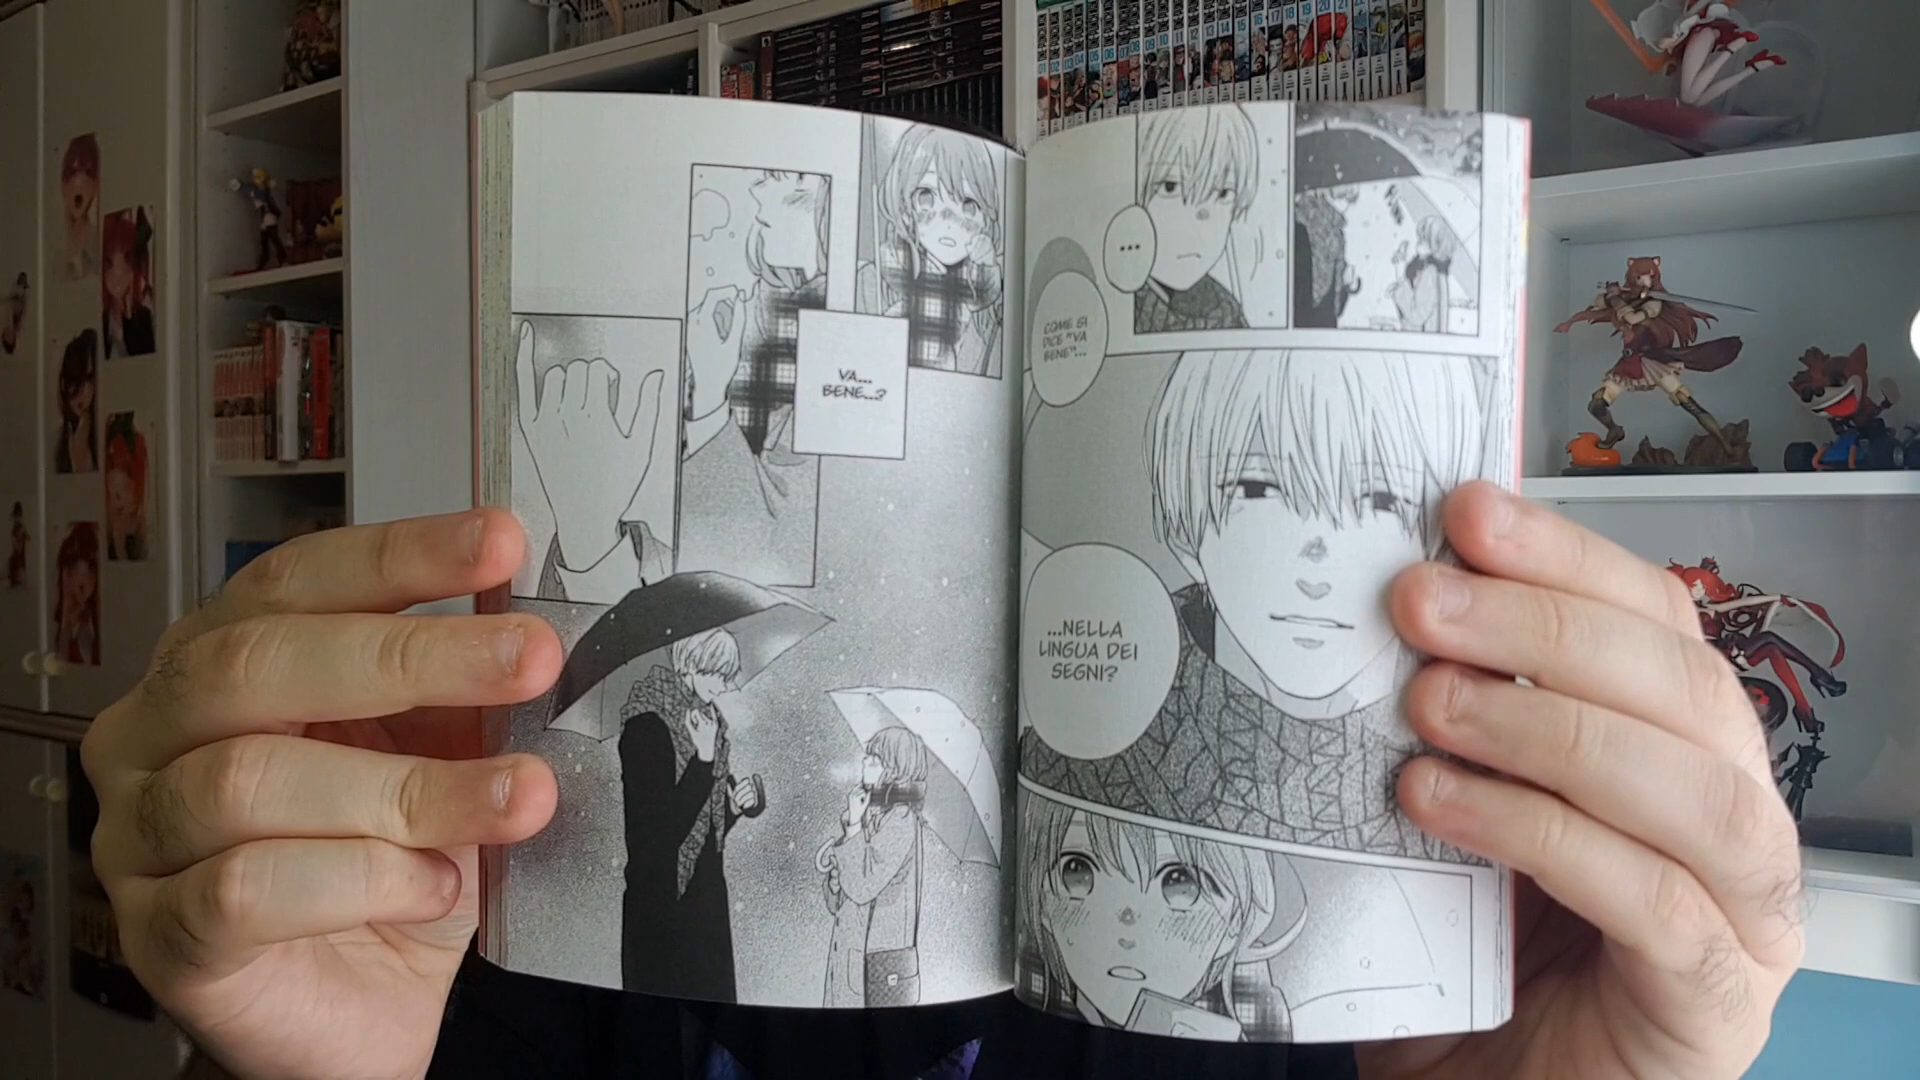 ...
COME SI
DICE "VA
BENE"...
...NELLA
LINGUA DEI
SEGNI?
VA...
BENE...?